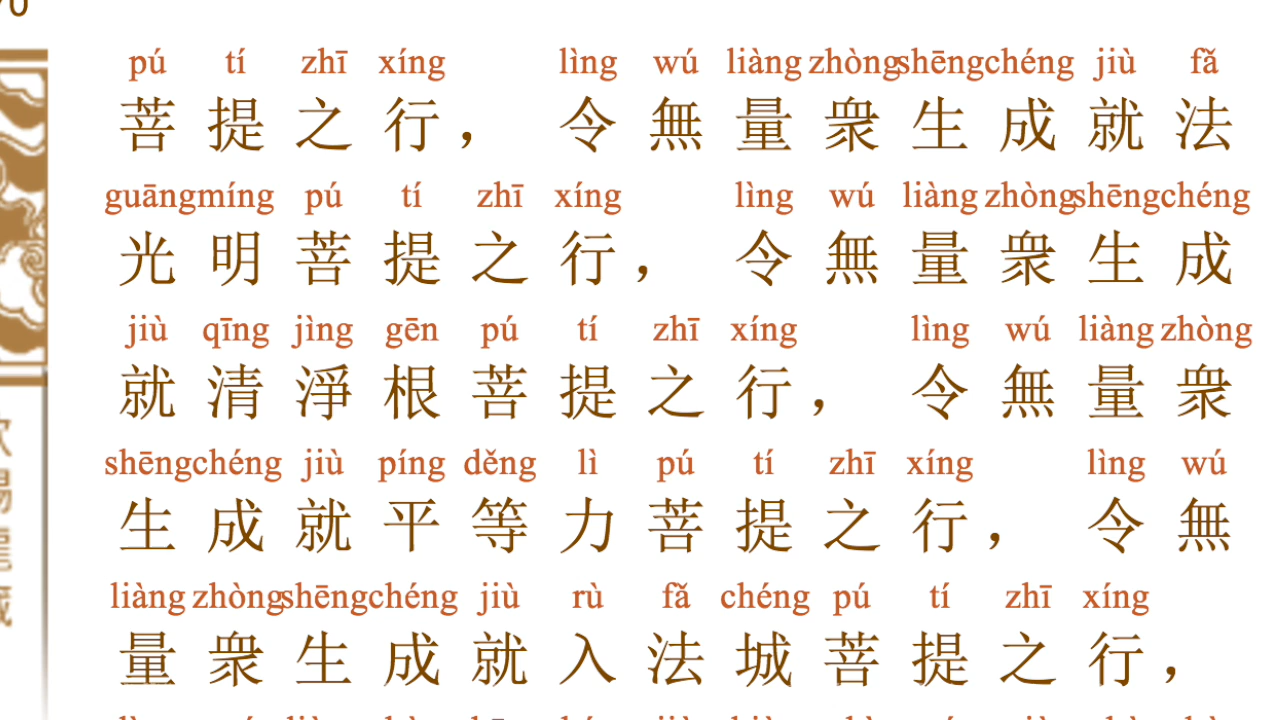 pú tí zhī xíng lìng wú liàng zhòng shēng chéng jiù fǎ
菩提之行，令無量衆生成就法
guāng míng pú tí zhī xíng lìng wú liàng zhòng shēng chéng
光明菩提之行，令無量衆生成
jiù qīng jìng gēn pú tí zhī xíng lìng wú liàng zhòng
就清淨根菩提之行，令無量衆
shēng chéng jiù píng děng lì pú tí zhī xíng lìng wú
生成就平等力菩提之行，令無
liàng zhòng shēng chéng jiù rù fǎ chéng pú tí zhī xíng
量衆生成就入法城菩提之行，